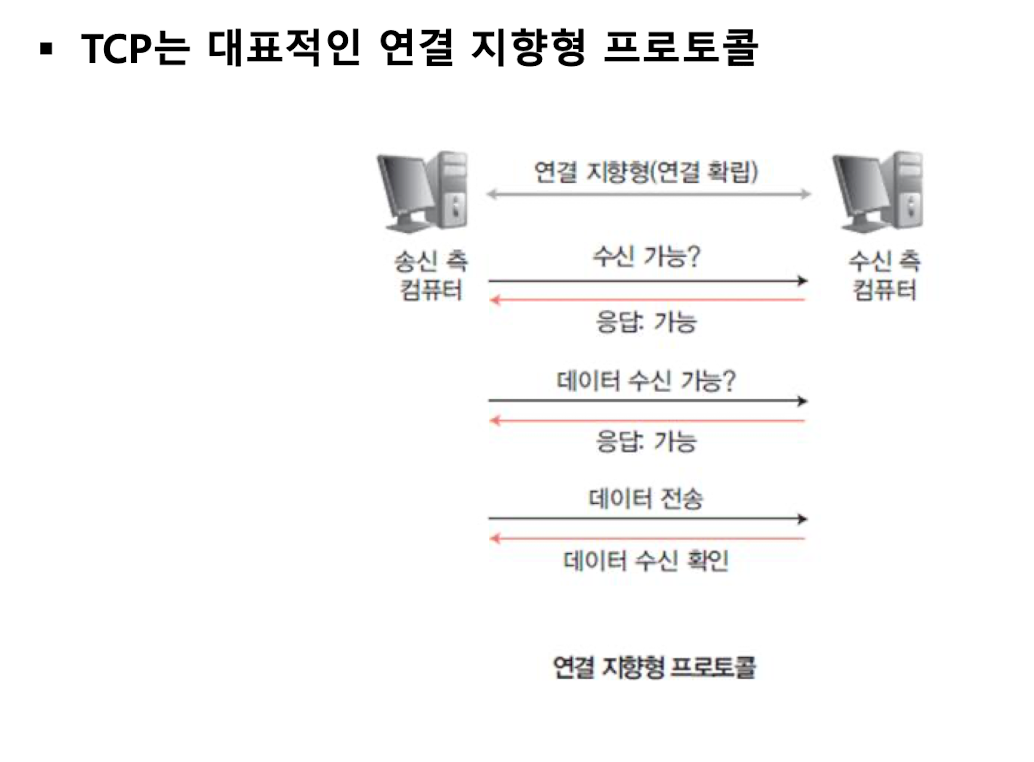 ▪ TCP는 대표적인 연결 지향형 프로토콜
연결 지향형(연결 확립)
송신 측
컴퓨터
수신 측
컴퓨터
수신 가능?
응답: 가능
데이터 수신 가능?
응답: 가능
데이터 전송
데이터 수신 확인
연결 지향형 프로토콜